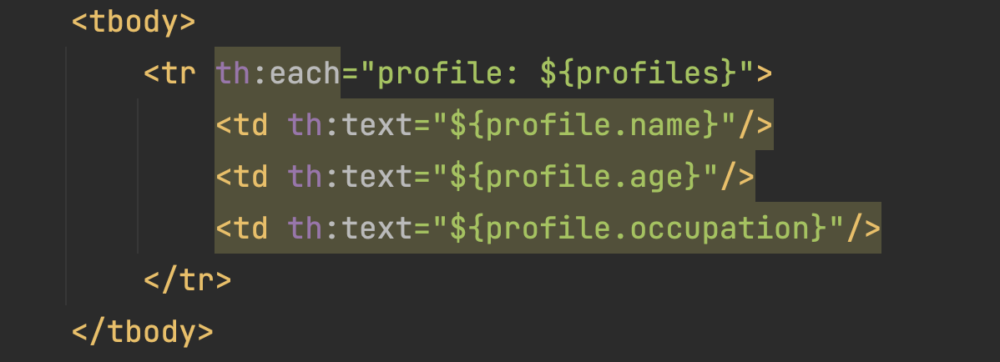 <tbody>
<tr th:each="profile: ${profiles}">
<td th:text="${profile.name}"/>
<td th:text="${profile.age}"/>
<td th:text="${profile.occupation}"/>
</tr>
</tbody>